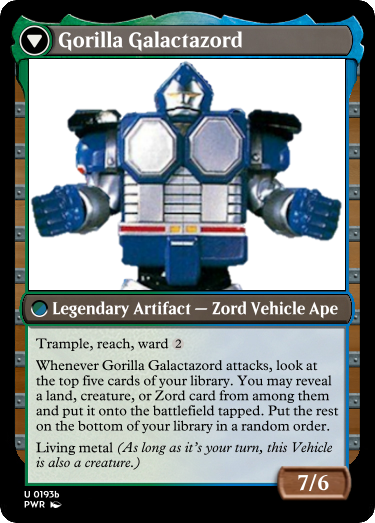 Gorilla Galactazord
Legendary Artifact — Zord Vehicle Ape
Trample, reach, ward 2
Whenever Gorilla Galactazord attacks, look at
the top five cards of your library. You may reveal
a land, creature, or Zord card from among them
and put it onto the battlefield tapped. Put the rest
on the bottom of your library in a random order.
Living metal (As long as it's your turn, this Vehicle
is also a creature.)
7/6
U 0193b
PWR